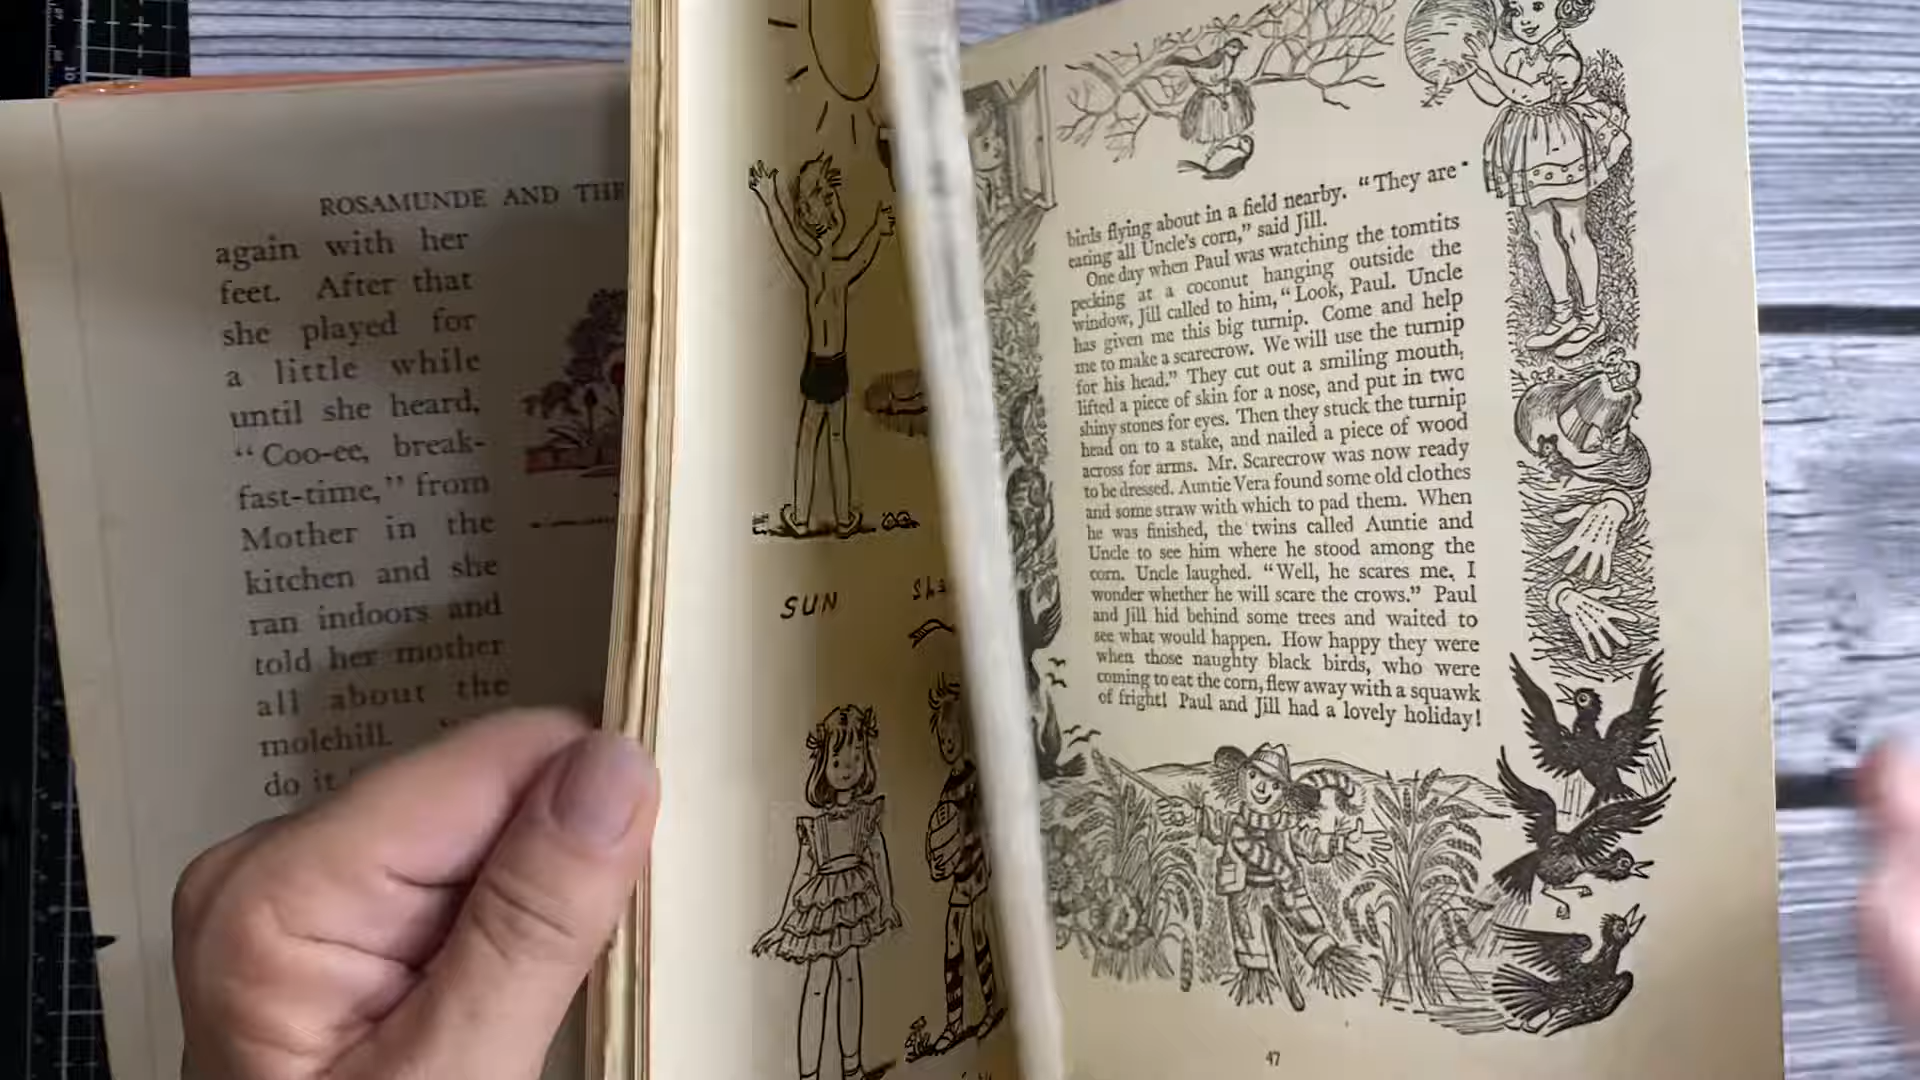 ROSAMUNDE AND THE
again with her
feet. After that
she played for
a little while
until she heard,
“Coo-ee, break-
fast-time,” from
Mother in the
kitchen and she
ran indoors and
told her mother
all about the
molehill.
do it
SUN
birds flying about in a field nearby. “They are
eating all Uncle's corn,” said Jill.
One day when Paul was watching the tomtits
pecking at a coconut hanging outside the
window, Jill called to him, “Look, Paul. Uncle
has given me this big turnip. Come and help
me to make a scarecrow. We will use the turnip
for his head.” They cut out a smiling mouth,
lifted a piece of skin for a nose, and put in two
shiny stones for eyes. Then they stuck the turnip
head on to a stake, and nailed a piece of wood
across for arms. Mr. Scarecrow was now ready
to be dressed. Auntie Vera found some old clothes
and some straw with which to pad them. When
he was finished, the twins called Auntie and
Uncle to see him where he stood among the
corn. Uncle laughed. “Well, he scares me, I
wonder whether he will scare the crows.” Paul
and Jill hid behind some trees and waited to
see what would happen. How happy they were
when those naughty black birds, who were
coming to eat the corn, flew away with a squawk
of fright! Paul and Jill had a lovely holiday!
47